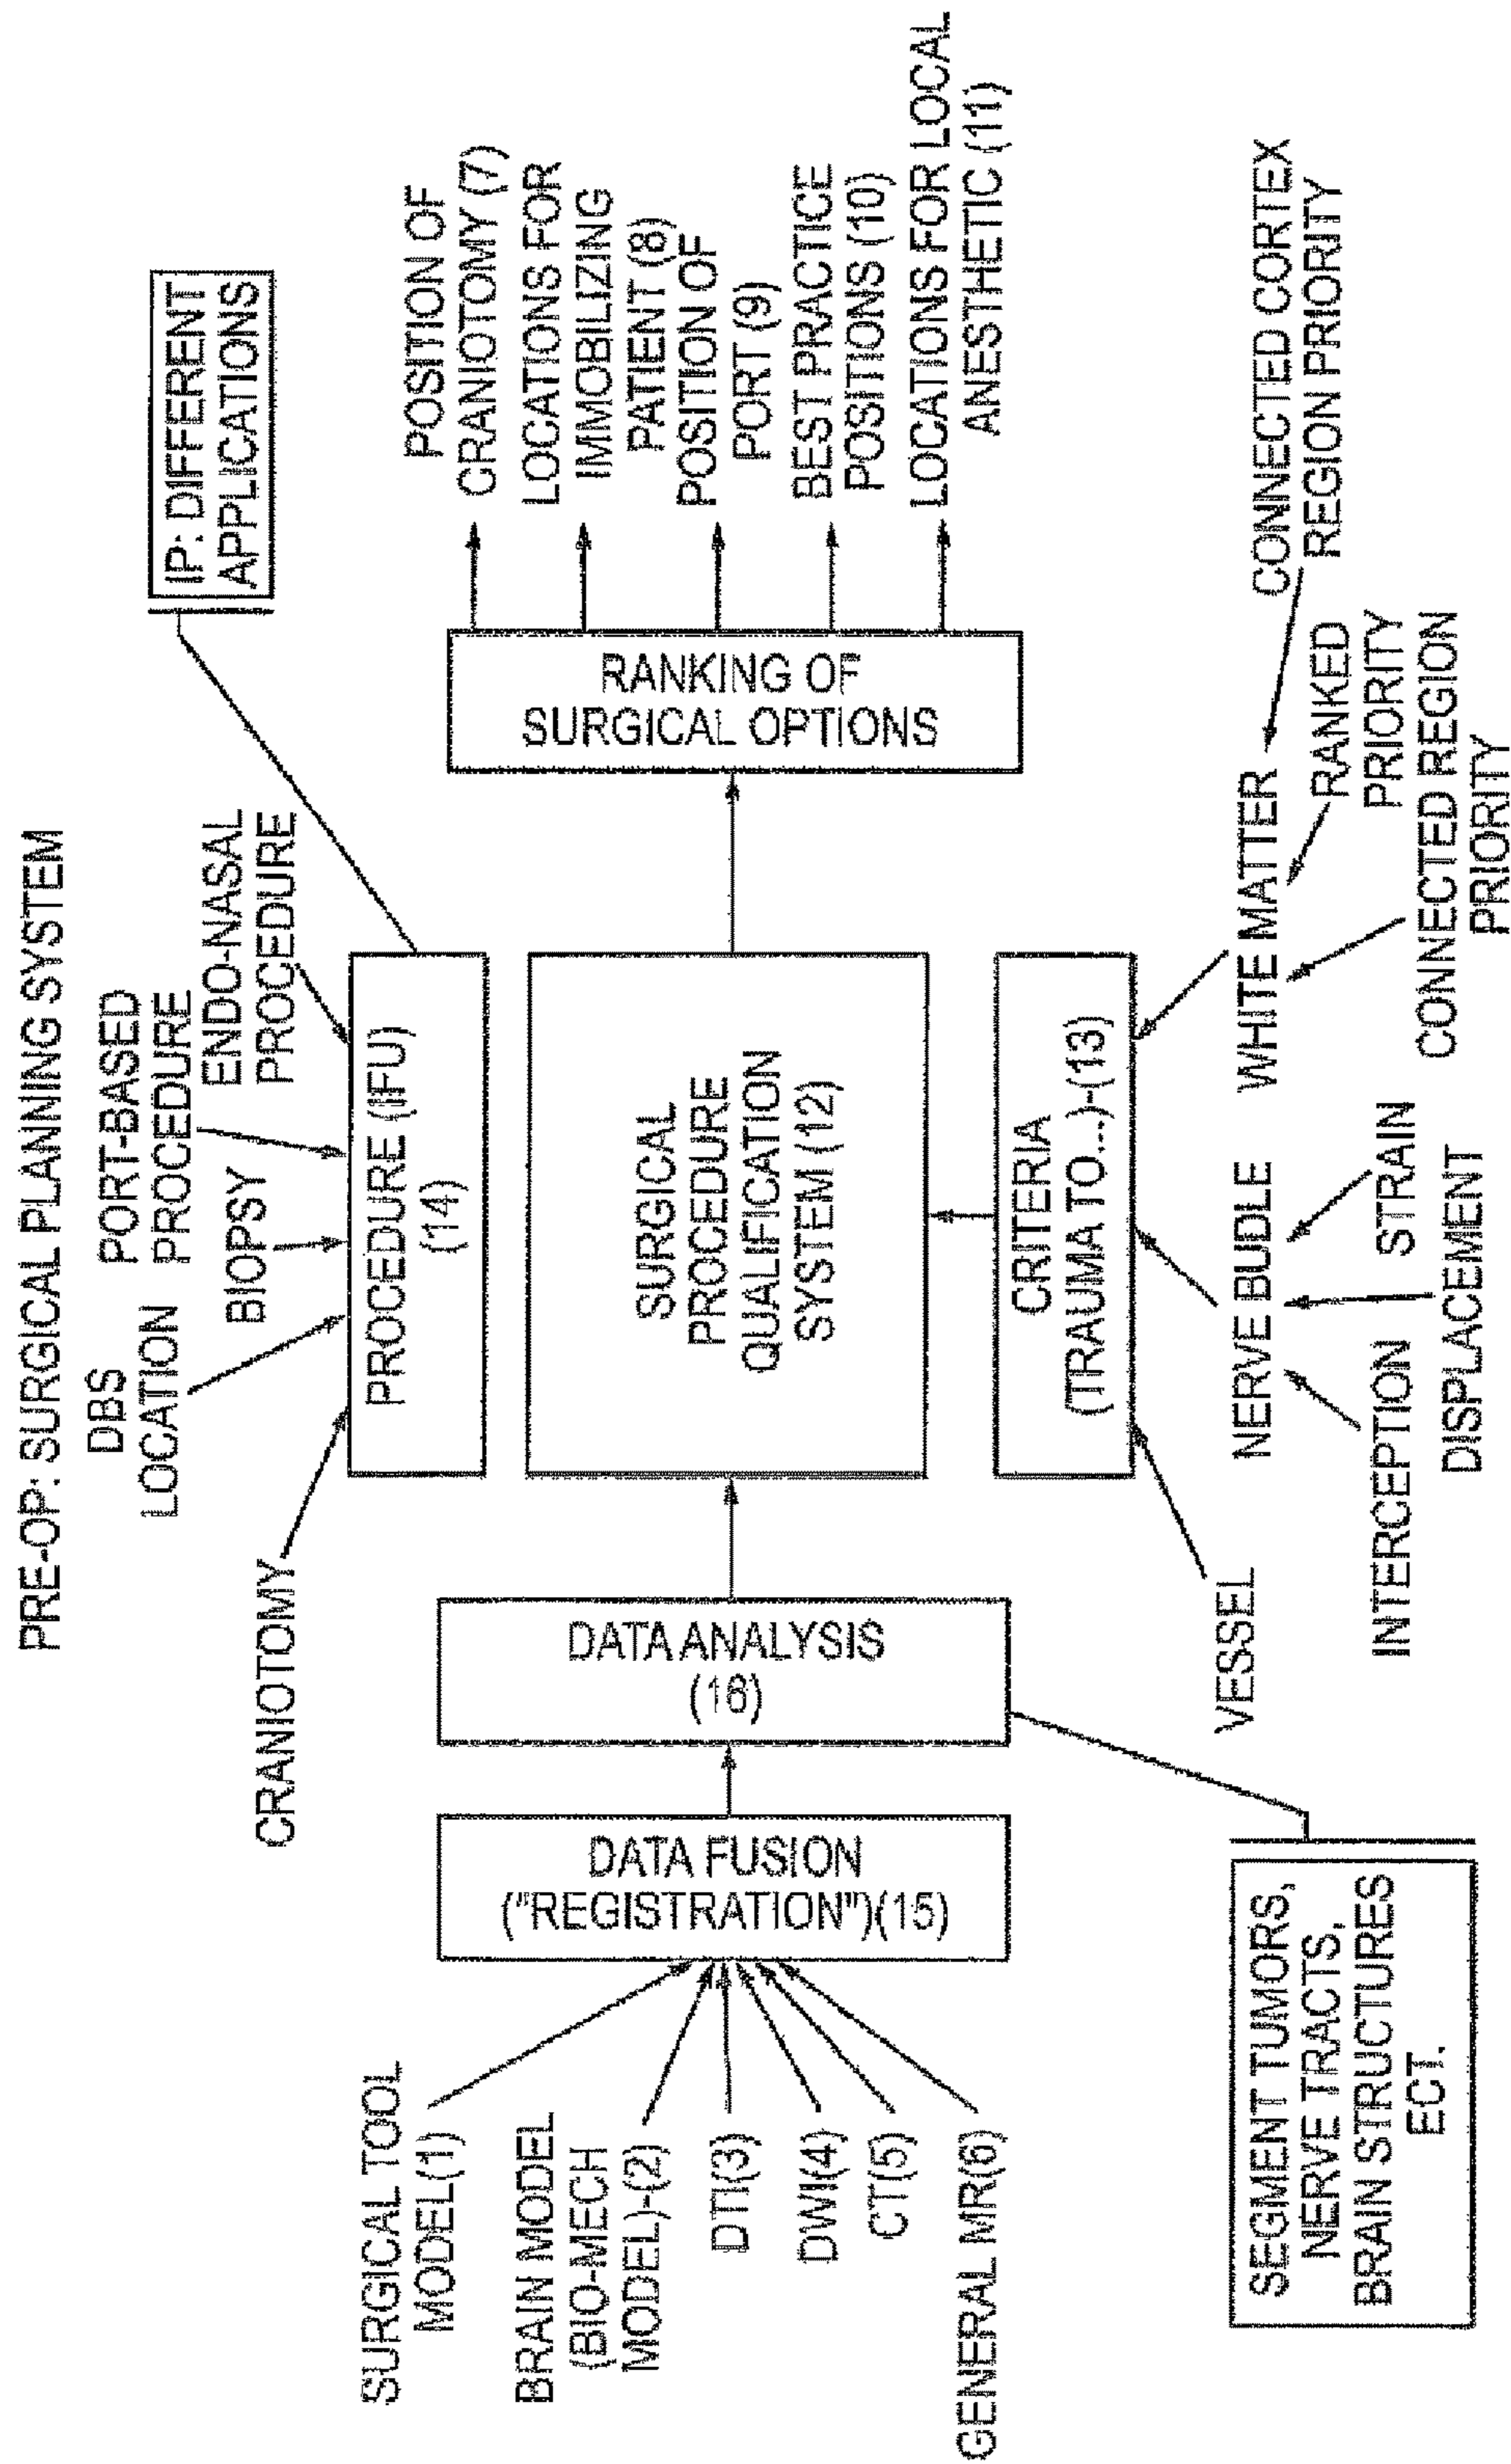 PRE-OP: SURGICAL PLANNING SYSTEM
CRANIOTOMY
DBS
LOCATION
BIOPSY
PORT-BASED
PROCEDURE
ENDO-NASAL
PROCEDURE
IP: DIFFERENT
APPLICATIONS
PROCEDURE (IFU)
(14)
SURGICAL TOOL
MODEL(1)
BRAIN MODEL
(BIO-MECH
MODEL)-(2)
DTI(3)
DWI(4)
CT(5)
GENERAL MR(6)
DATA FUSION
("REGISTRATION")(15)
DATA ANALYSIS
(16)
SURGICAL
PROCEDURE
QUALIFICATION
SYSTEM (12)
RANKING OF
SURGICAL OPTIONS
POSITION OF
CRANIOTOMY (7)
LOCATIONS FOR
IMMOBILIZING
PATIENT (8)
POSITION OF
PORT (9)
BEST PRACTICE
POSITIONS (10)
LOCATIONS FOR LOCAL
ANESTHETIC (11)
CRITERIA
(TRAUMA TO...)-(13)
VESSEL
NERVE BUDLE
WHITE MATTER
INTERCEPTION
DISPLACEMENT
STRAIN
CONNECTED CORTEX
REGION PRIORITY
RANKED
PRIORITY
CONNECTED REGION
PRIORITY
SEGMENT TUMORS,
NERVE TRACTS,
BRAIN STRUCTURES
ECT.